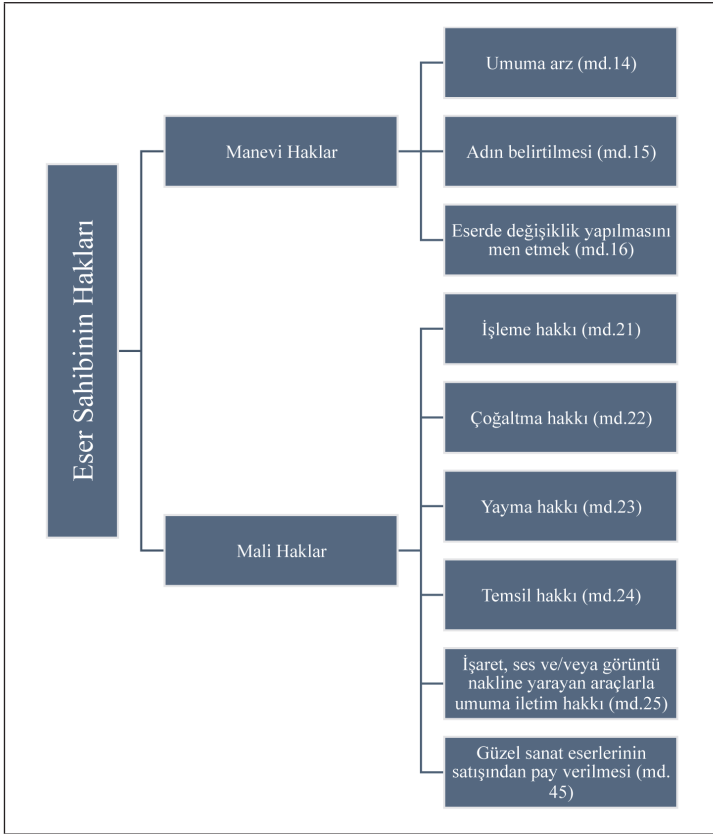 Eser Sahibinin Hakları
Manevi Haklar
Umuma arz (md.14)
Adın belirtilmesi (md.15)
Eserde değişiklik yapılmasını
men etmek (md.16)
Mali Haklar
İşleme hakkı (md.21)
Çoğaltma hakkı (md.22)
Yayma hakkı (md.23)
Temsil hakkı (md.24)
İşaret, ses ve/veya görüntü
nakline yarayan araçlarla
umuma iletim hakkı (md.25)
Güzel sanat eserlerinin
satışından pay verilmesi (md.
45)